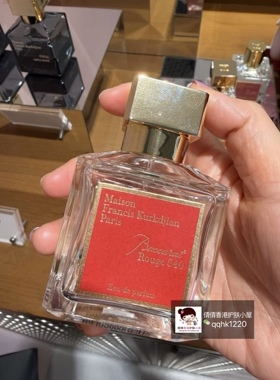 Maison
Francis Kurkdjian
Paris
Baccarat
Rouge 540
Eau de parfum
倩倩香港护肤小屋
qqhk1220